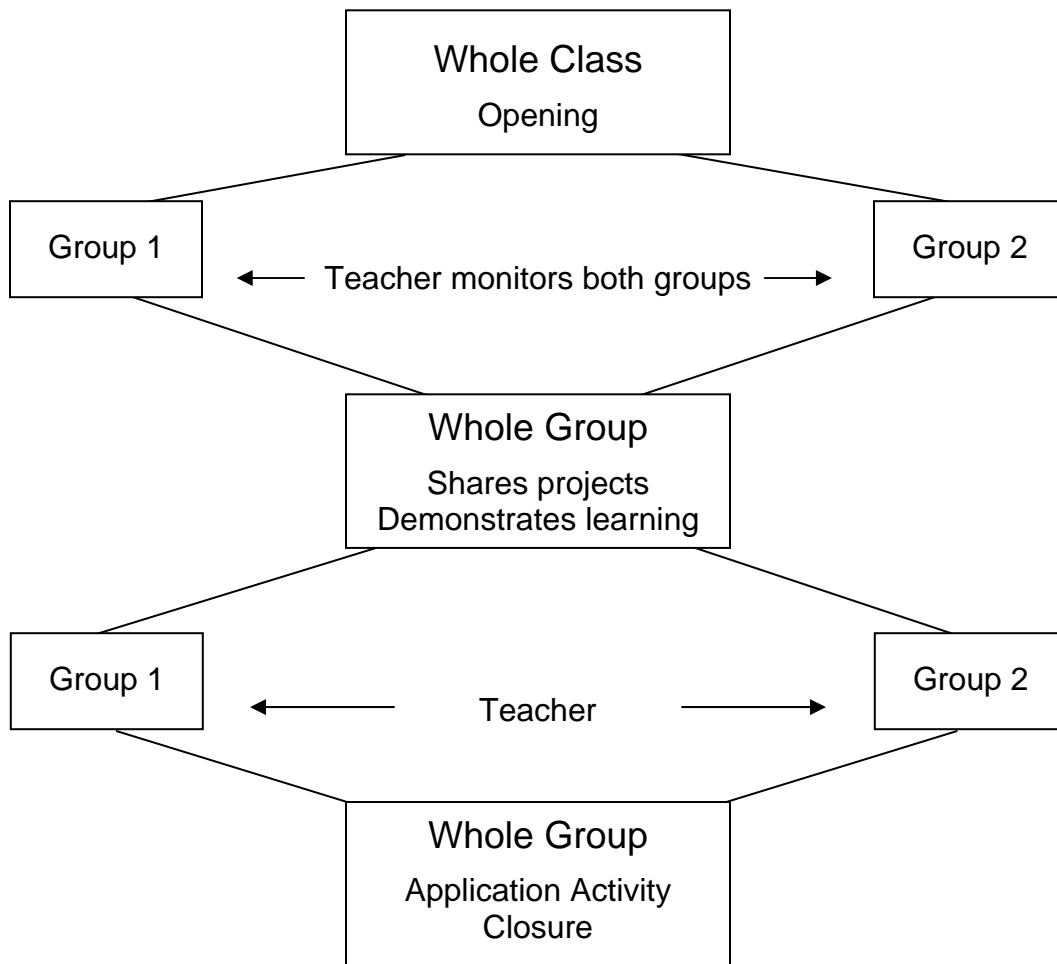 Whole Class
Opening
Group 1
Teacher monitors both groups
Group 2
Whole Group
Shares projects
Demonstrates learning
Group 1
Teacher
Group 2
Whole Group
Application Activity
Closure